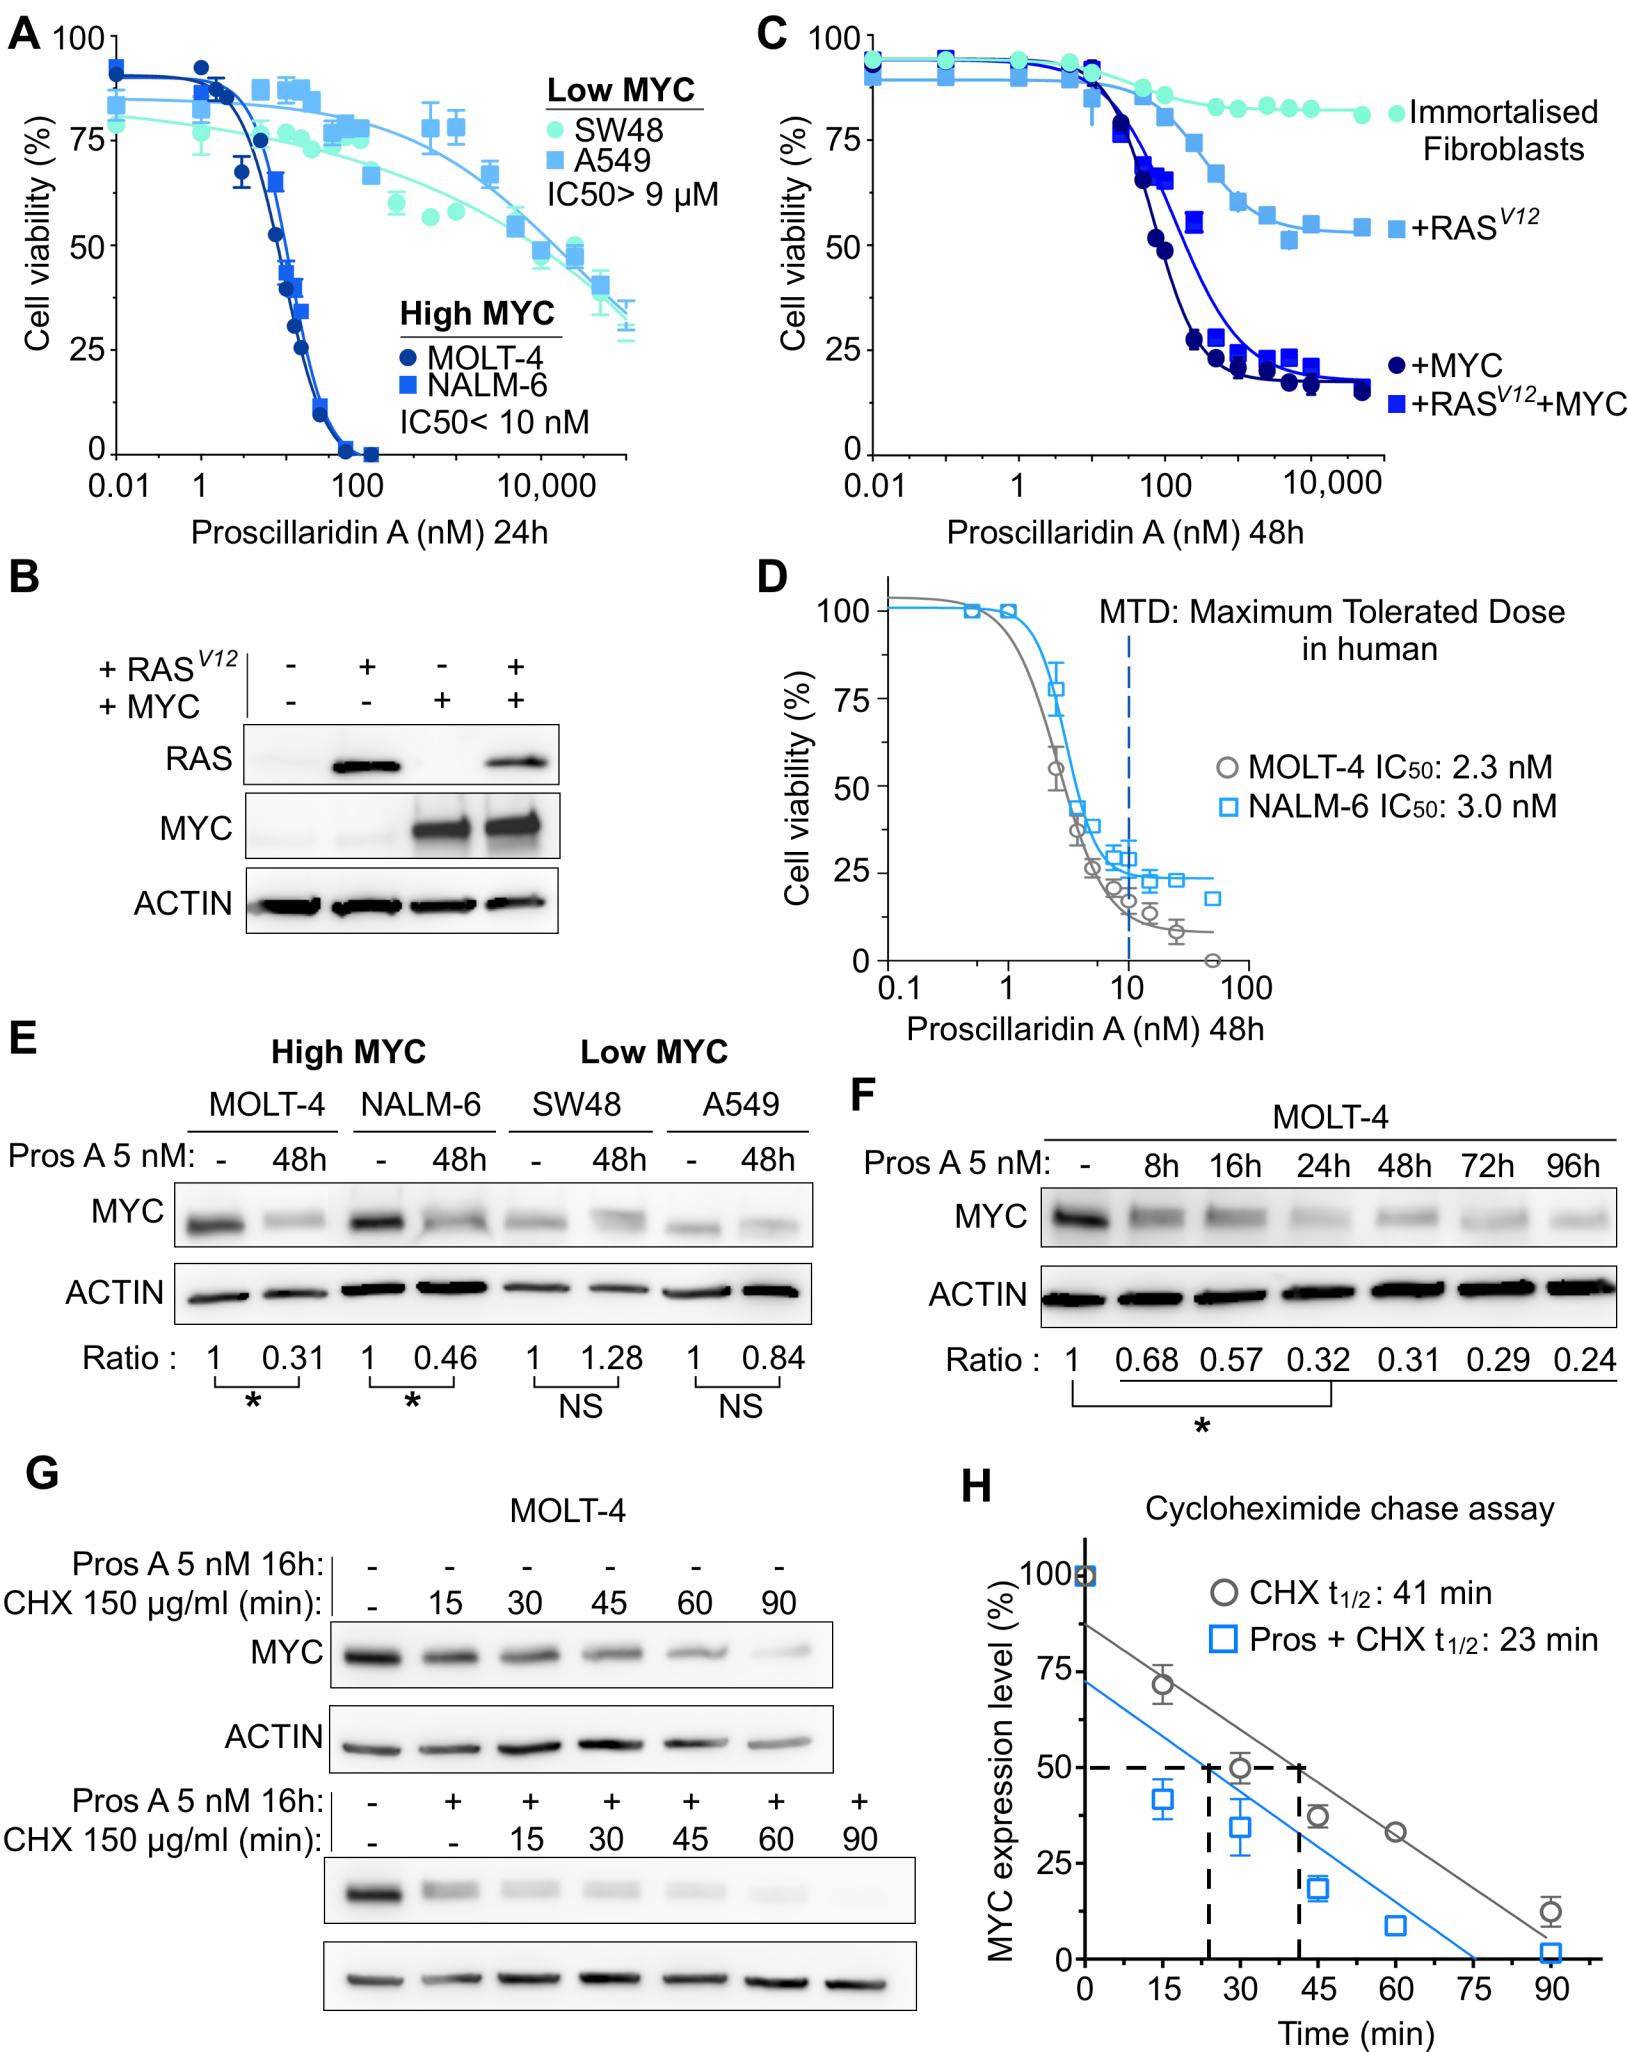 A
100
75
50
25
0
Cell viability (%)
0.01 1 100 10,000
Proscillaridin A (nM) 24h
Low MYC
SW48
A549
IC50> 9 µM
High MYC
MOLT-4
NALM-6
IC50< 10 nM
C
100
75
50
25
0
Cell viability (%)
0.01 1 100 10,000
Proscillaridin A (nM) 48h
Immortalised
Fibroblasts
+RASV12
+MYC
+RASV12+MYC
B
+ RASV12 - + - +
+ MYC - - + +
RAS
MYC
ACTIN
D
100
75
50
25
0
Cell viability (%)
0.1 1 10 100
Proscillaridin A (nM) 48h
MTD: Maximum Tolerated Dose
in human
MOLT-4 IC50: 2.3 nM
NALM-6 IC50: 3.0 nM
E
High MYC Low MYC
MOLT-4 NALM-6 SW48 A549
Pros A 5 nM: - 48h - 48h - 48h - 48h
MYC
ACTIN
Ratio : 1 0.31 1 0.46 1 1.28 1 0.84
* * NS NS
F
MOLT-4
Pros A 5 nM: - 8h 16h 24h 48h 72h 96h
MYC
ACTIN
Ratio : 1 0.68 0.57 0.32 0.31 0.29 0.24
*
G
MOLT-4
Pros A 5 nM 16h: - - - - - -
CHX 150 µg/ml (min): - 15 30 45 60 90
MYC
ACTIN
Pros A 5 nM 16h: - + + + + + +
CHX 150 µg/ml (min): - - 15 30 45 60 90
H
Cycloheximide chase assay
100
75
50
25
0
MYC expression level (%)
CHX t1/2: 41 min
Pros + CHX t1/2: 23 min
0 15 30 45 60 75 90
Time (min)